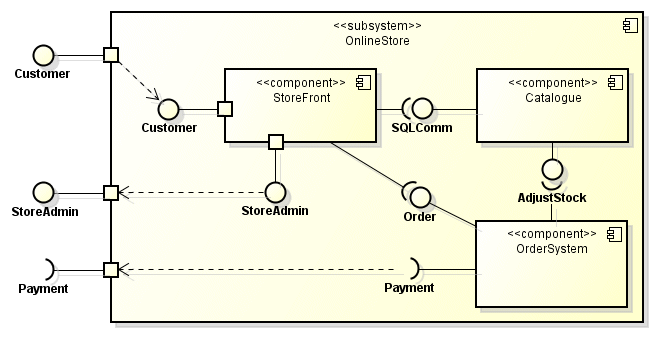 <<subsystem>>
OnlineStore
Customer
<<component>>
StoreFront
<<component>>
Catalogue
Customer
SQLComm
StoreAdmin
StoreAdmin
Order
AdjustStock
<<component>>
OrderSystem
Payment
Payment